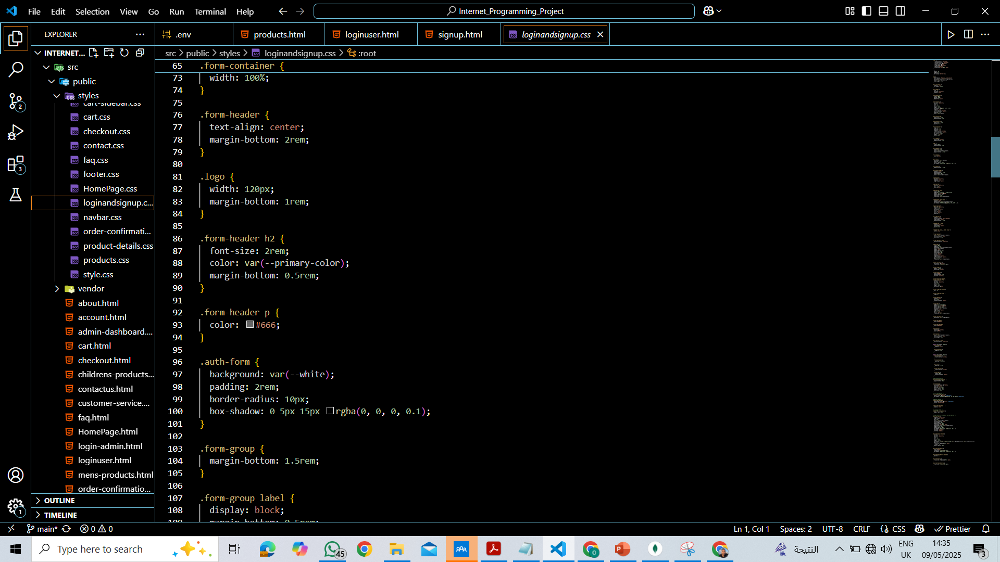 File Edit Selection View Go Run Terminal Help
Internet_Programming_Project
EXPLORER
.env
products.html
loginuser.html
signup.html
loginandsignup.css
INTERNET...
src > public > styles > loginandsignup.css > :root
src
public
styles
cart-sidebar.css
cart.css
checkout.css
contact.css
faq.css
footer.css
HomePage.css
loginandsignup.c...
navbar.css
order-confirmati...
product-details.css
products.css
style.css
vendor
about.html
account.html
admin-dashboard....
cart.html
checkout.html
childrens-products...
contactus.html
customer-service....
faq.html
HomePage.html
login-admin.html
loginuser.html
mens-products.html
order-confirmatio...
OUTLINE
TIMELINE
65 .form-container {
73 width: 100%;
74 }
75
76 .form-header {
77 text-align: center;
78 margin-bottom: 2rem;
79 }
80
81 .logo {
82 width: 120px;
83 margin-bottom: 1rem;
84 }
85
86 .form-header h2 {
87 font-size: 2rem;
88 color: var(--primary-color);
89 margin-bottom: 0.5rem;
90 }
91
92 .form-header p {
93 color: #666;
94 }
95
96 .auth-form {
97 background: var(--white);
98 padding: 2rem;
99 border-radius: 10px;
100 box-shadow: 0 5px 15px rgba(0, 0, 0, 0.1);
101 }
102
103 .form-group {
104 margin-bottom: 1.5rem;
105 }
106
107 .form-group label {
108 display: block;
109 margin-bottom: 0.5rem;
2
3
1
main* 0 0
Ln 1, Col 1 Spaces: 2 UTF-8 CRLF CSS Prettier
Type here to search
45
النتيجة
ENG
UK
14:35
09/05/2025
3